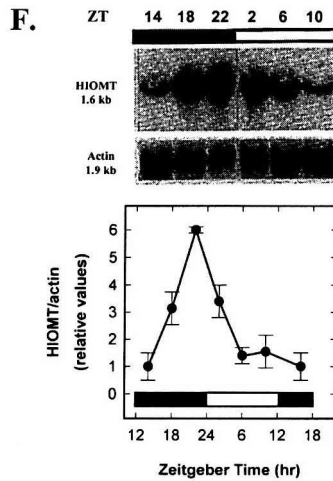 F.
ZT 14 18 22 2 6 10
HIOMT
1.6 kb
Actin
1.9 kb
HIOMT/actin
(relative values)
6
5
4
3
2
1
0
12 18 24 6 12 18
Zeitgeber Time (hr)